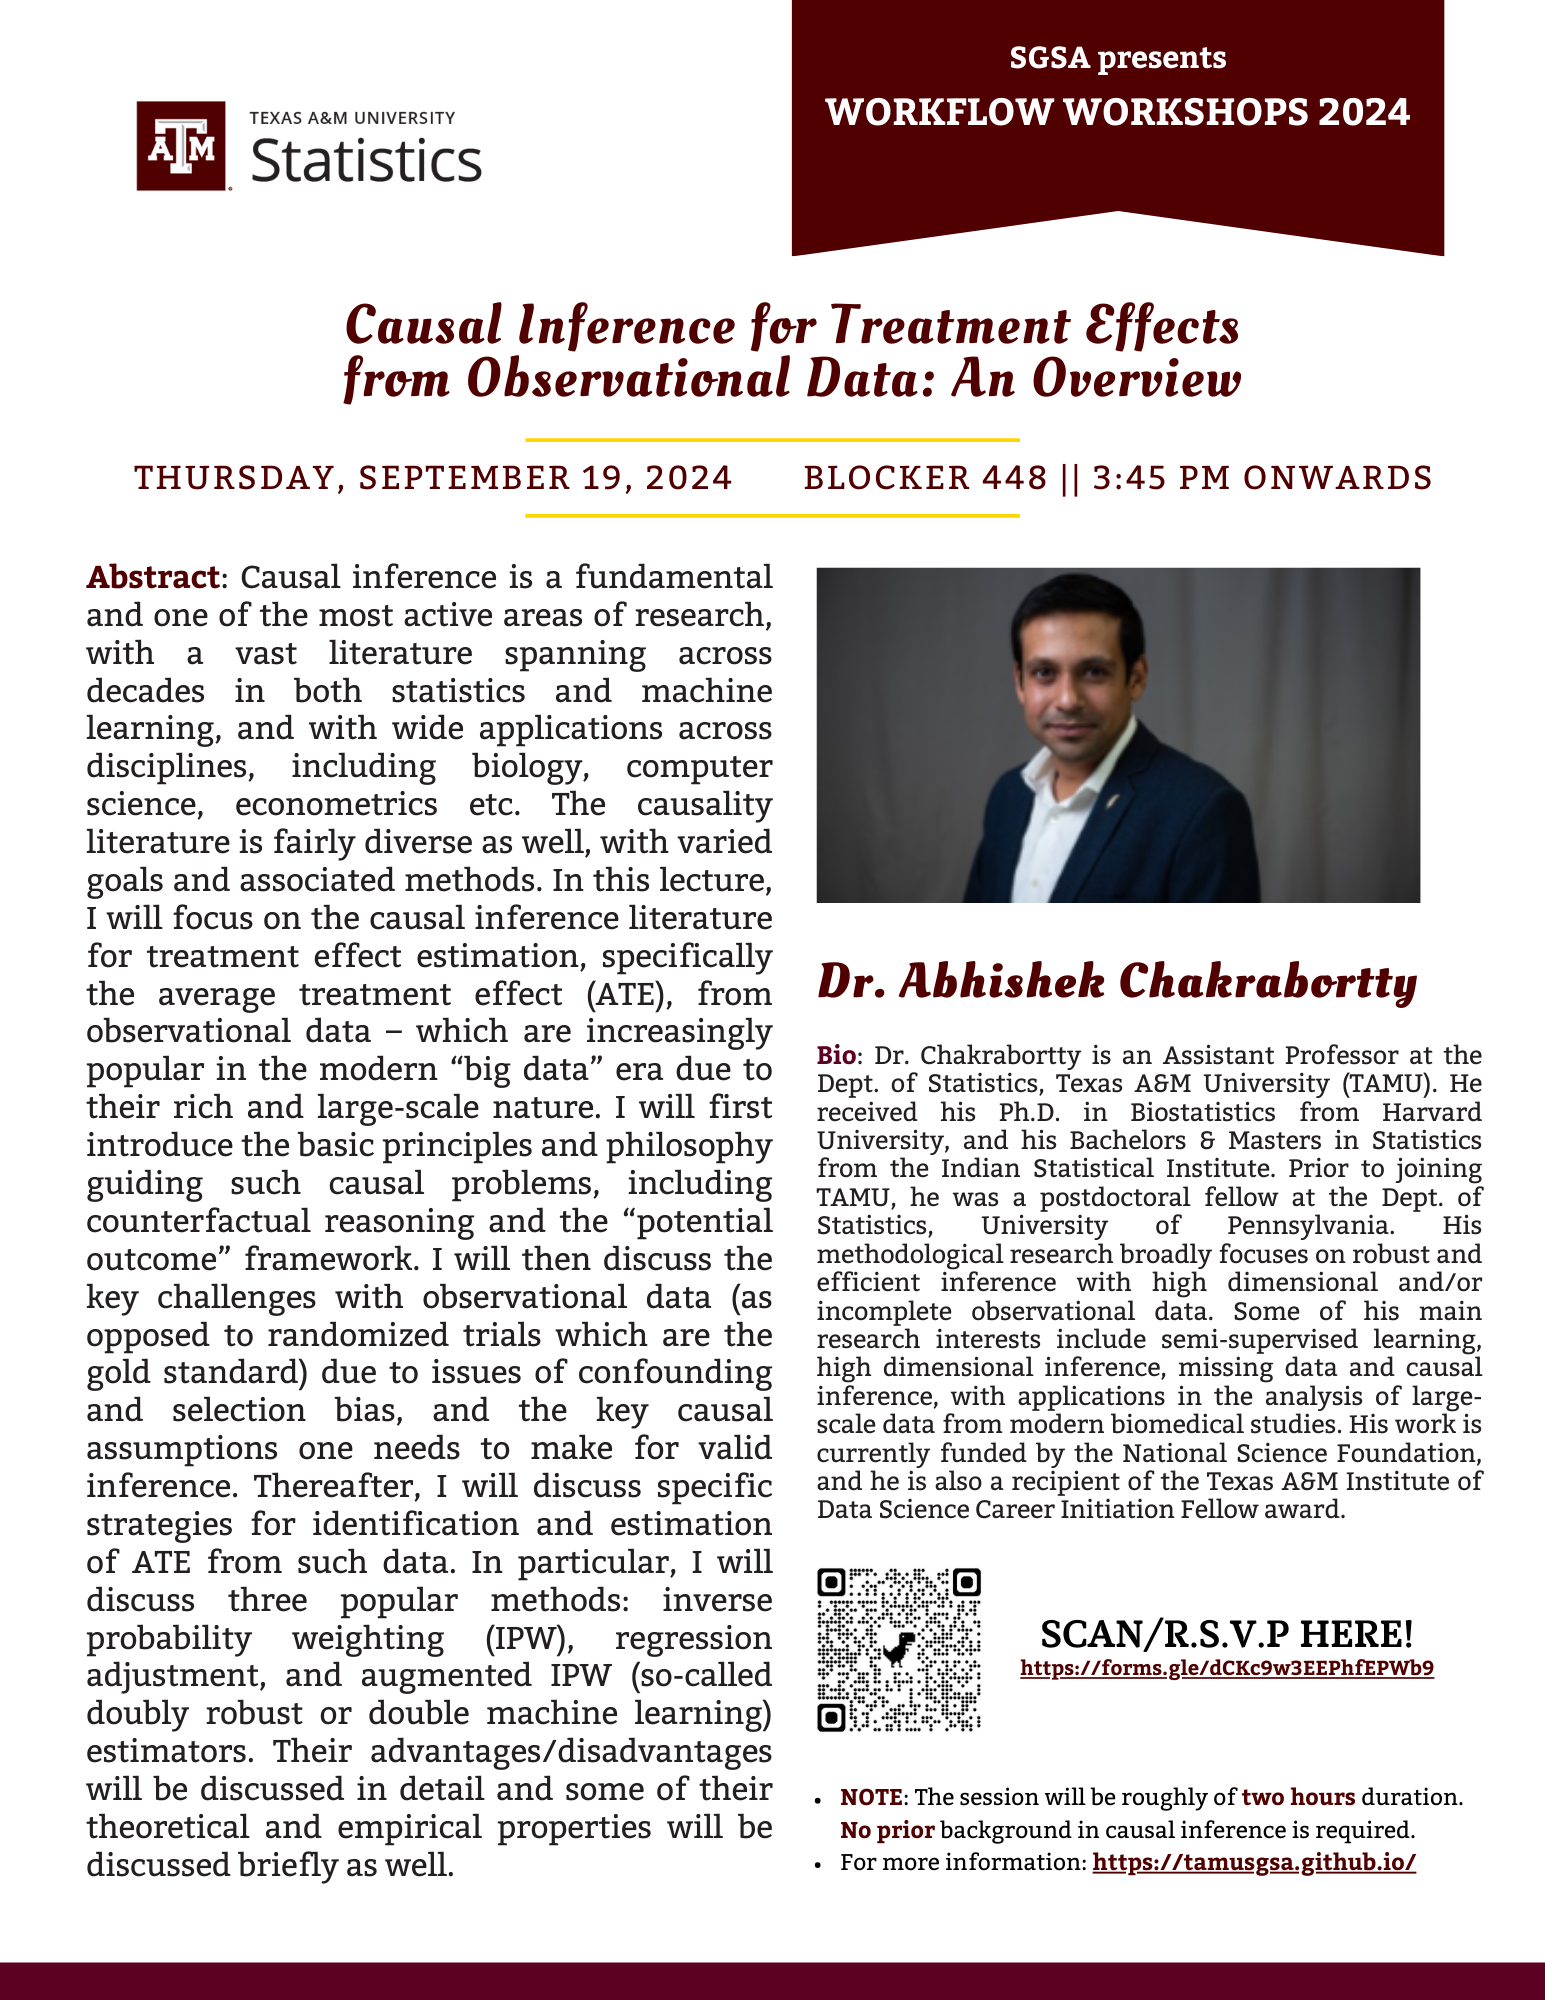 SGSA presents
WORKFLOW WORKSHOPS 2024
TEXAS A&M UNIVERSITY
Statistics
Causal Inference for Treatment Effects
from Observational Data: An Overview
THURSDAY, SEPTEMBER 19, 2024
BLOCKER 448 || 3:45 PM ONWARDS
Abstract: Causal inference is a fundamental
and one of the most active areas of research,
with a vast literature spanning across
decades in both statistics and machine
learning, and with wide applications across
disciplines, including biology, computer
science, econometrics etc. The causality
literature is fairly diverse as well, with varied
goals and associated methods. In this lecture,
I will focus on the causal inference literature
for treatment effect estimation, specifically
the average treatment effect (ATE), from
observational data – which are increasingly
popular in the modern “big data” era due to
their rich and large-scale nature. I will first
introduce the basic principles and philosophy
guiding such causal problems, including
counterfactual reasoning and the “potential
outcome” framework. I will then discuss the
key challenges with observational data (as
opposed to randomized trials which are the
gold standard) due to issues of confounding
and selection bias, and the key causal
assumptions one needs to make for valid
inference. Thereafter, I will discuss specific
strategies for identification and estimation
of ATE from such data. In particular, I will
discuss three popular methods: inverse
probability weighting (IPW), regression
adjustment, and augmented IPW (so-called
doubly robust or double machine learning)
estimators. Their advantages/disadvantages
will be discussed in detail and some of their
theoretical and empirical properties will be
discussed briefly as well.
Dr. Abhishek Chakrabortty
Bio: Dr. Chakrabortty is an Assistant Professor at the
Dept. of Statistics, Texas A&M University (TAMU). He
received his Ph.D. in Biostatistics from Harvard
University, and his Bachelors & Masters in Statistics
from the Indian Statistical Institute. Prior to joining
TAMU, he was a postdoctoral fellow at the Dept. of
Statistics, University of Pennsylvania. His
methodological research broadly focuses on robust and
efficient inference with high dimensional and/or
incomplete observational data. Some of his main
research interests include semi-supervised learning,
high dimensional inference, missing data and causal
inference, with applications in the analysis of large-
scale data from modern biomedical studies. His work is
currently funded by the National Science Foundation,
and he is also a recipient of the Texas A&M Institute of
Data Science Career Initiation Fellow award.
SCAN/R.S.V.P HERE!
https://forms.gle/dCKc9w3EEPhfEPWb9
• NOTE: The session will be roughly of two hours duration.
No prior background in causal inference is required.
• For more information: https://tamusgsa.github.io/